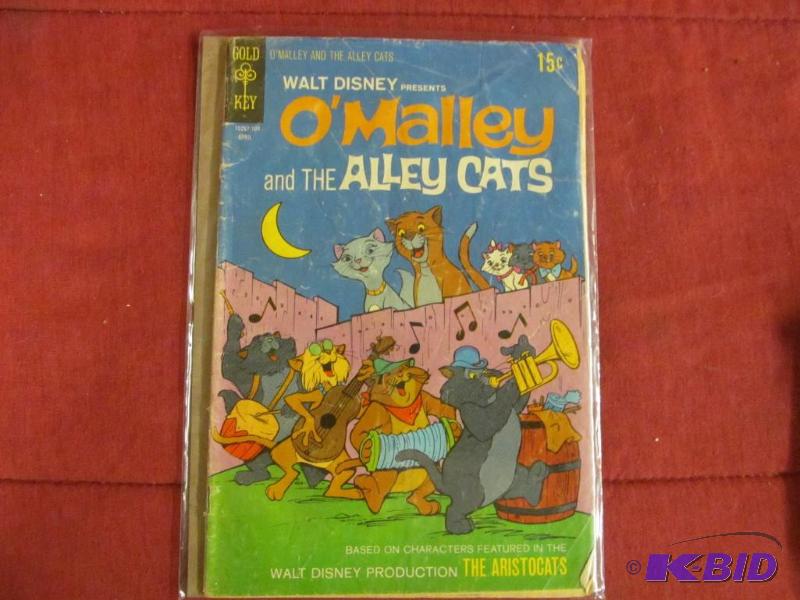 GOLD
KEY
O'MALLEY AND THE ALLEY CATS
15¢
APRIL
WALT DISNEY PRESENTS
O'Malley
and THE ALLEY CATS
BASED ON CHARACTERS FEATURED IN THE
WALT DISNEY PRODUCTION THE ARISTOCATS
© K-BID